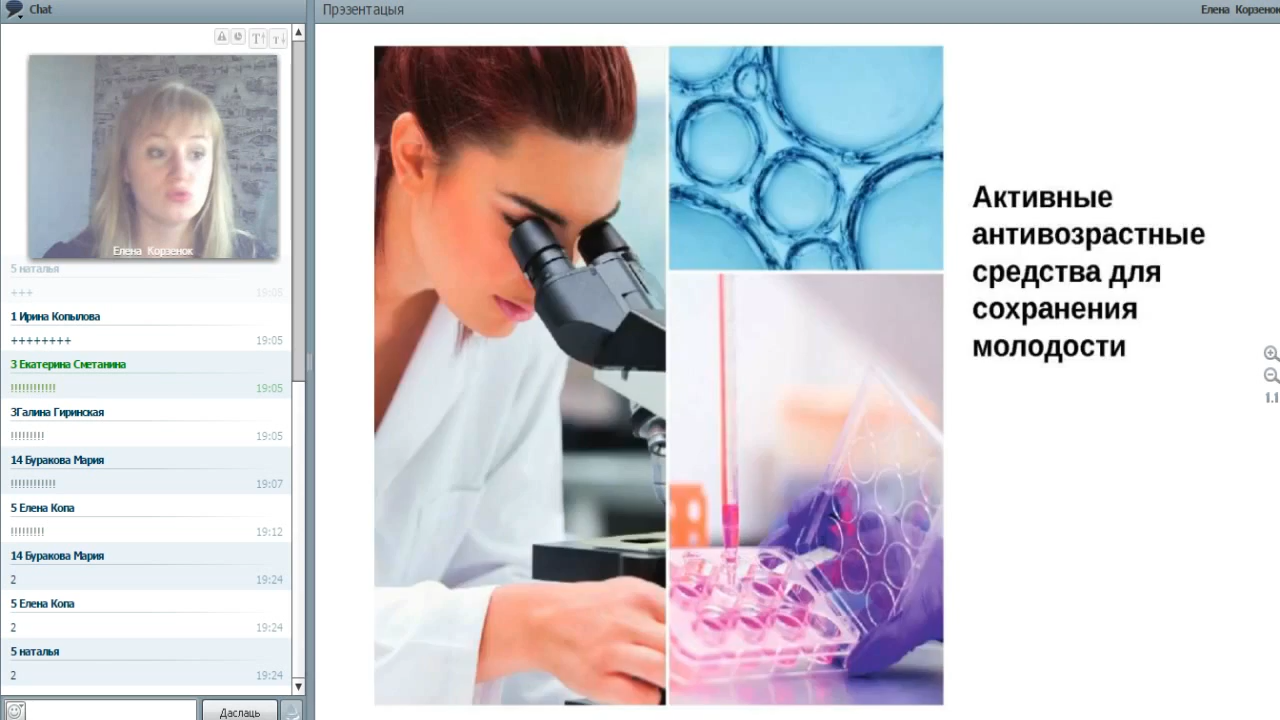 Chat
Прэзентацыя
Елена Корзенок
Елена Корзенок
5 наталья
+++ 19:05
1 Ирина Копылова
++++++++ 19:05
3 Екатерина Сметанина
!!!!!!!!!!!! 19:05
3Галина Гиринская
!!!!!!!!! 19:05
14 Буракова Мария
!!!!!!!!!!!! 19:07
5 Елена Копа
!!!!!!!!! 19:12
14 Буракова Мария
2 19:24
5 Елена Копа
2 19:24
5 наталья
2 19:24
Даслаць
Активные
антивозрастные
средства для
сохранения
молодости
1.1